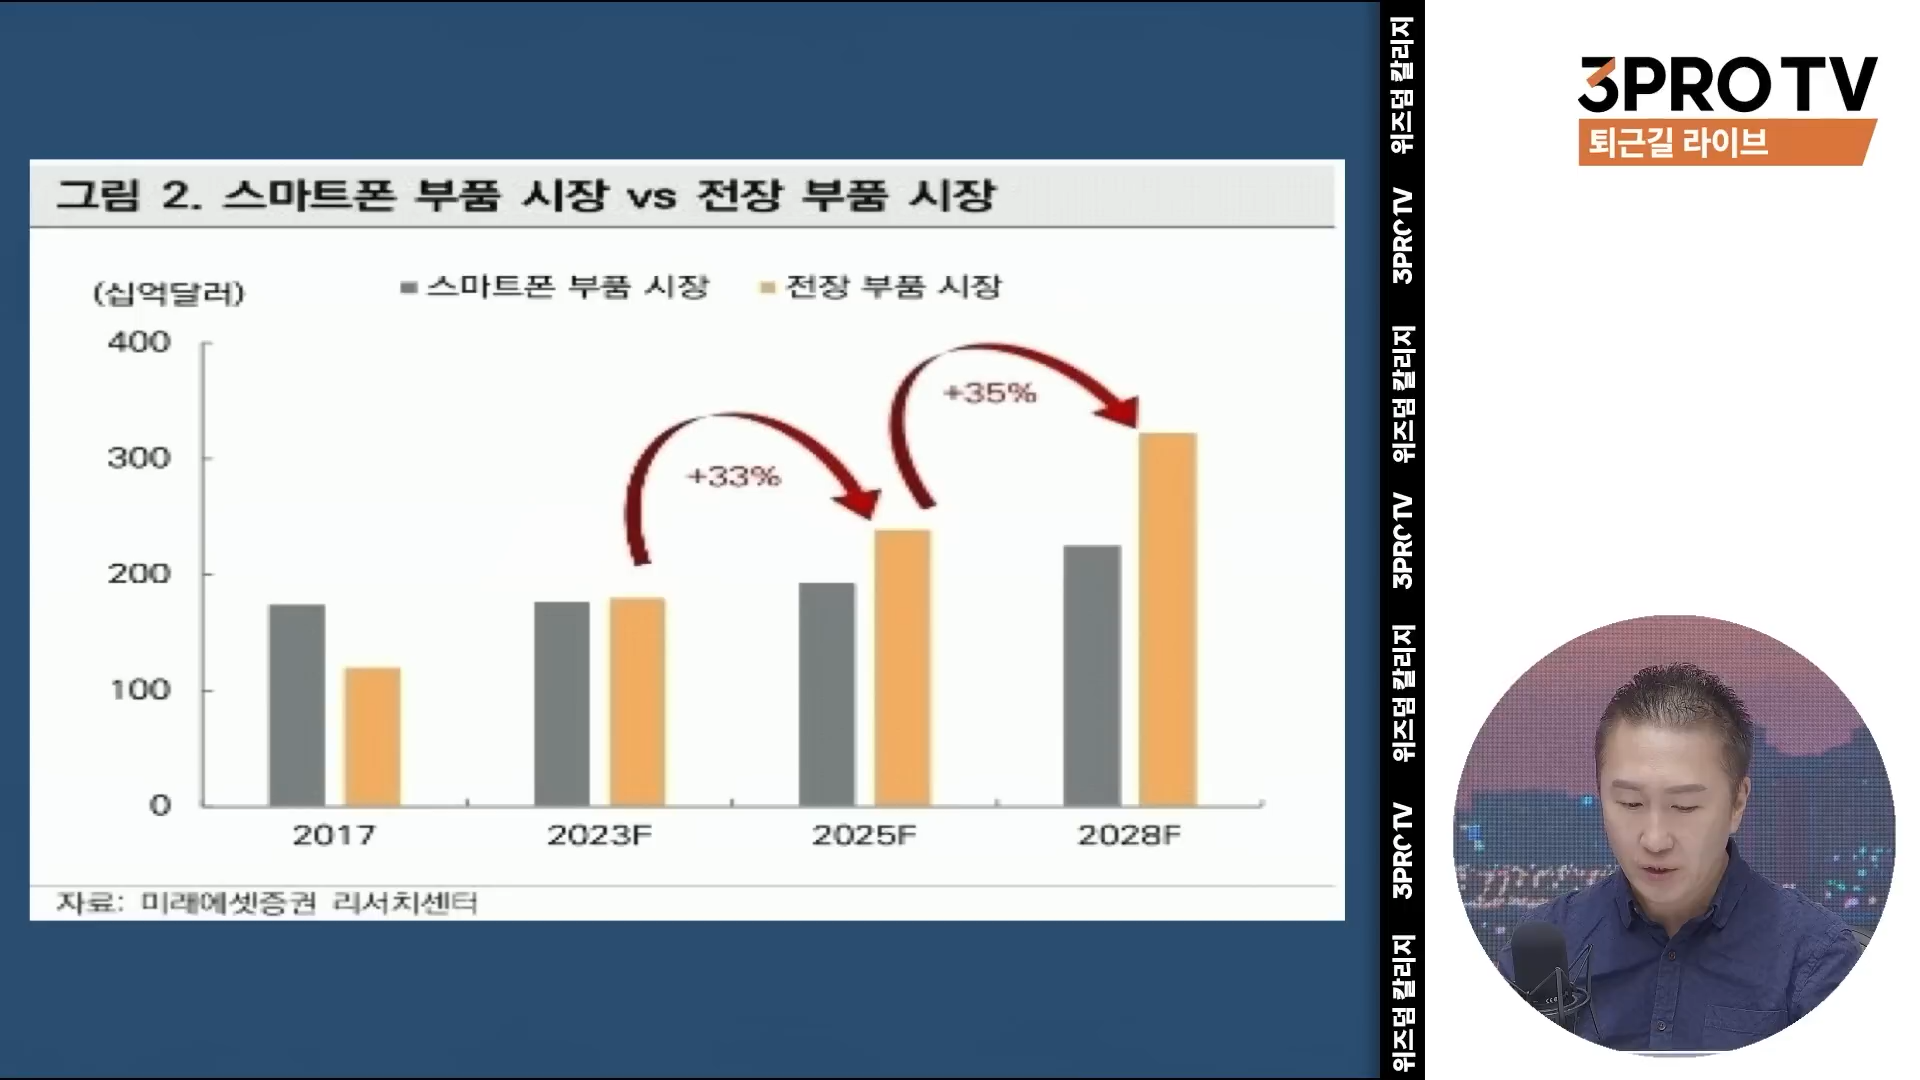 그림 2. 스마트폰 부품 시장 vs 전장 부품 시장
(십억달러)
스마트폰 부품 시장
전장 부품 시장
400
300
200
100
0
+33%
+35%
2017
2023F
2025F
2028F
자료: 미래에셋증권 리서치센터
위즈덤 칼리지
3PRO TV
위즈덤 칼리지
3PRO TV
위즈덤 칼리지
3PRO TV
위즈덤 칼리지
3PRO TV
퇴근길 라이브